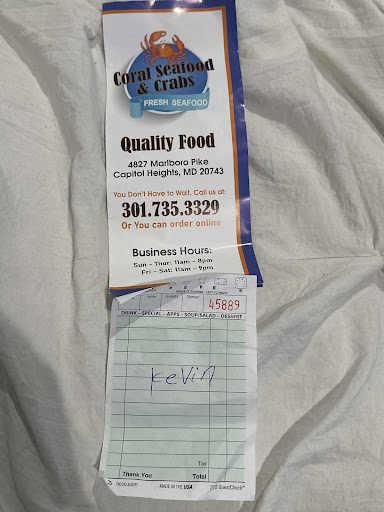 Coral Seafood
& Crabs
FRESH SEAFOOD
Quality Food
4827 Marlboro Pike
Capitol Heights, MD 20743
You Don't Have to Wait, Call us at:
301.735.3329
Or You can order online
Business Hours:
Sun - Thur: 11am - 8pm
Fri - Sat: 11am - 9pm
45889
DRINK - SPECIAL - APPS - SOUP/SALAD - DESSERT
Kevin
Tax
Thank You Total
MADE IN THE USA
GuestCheck™